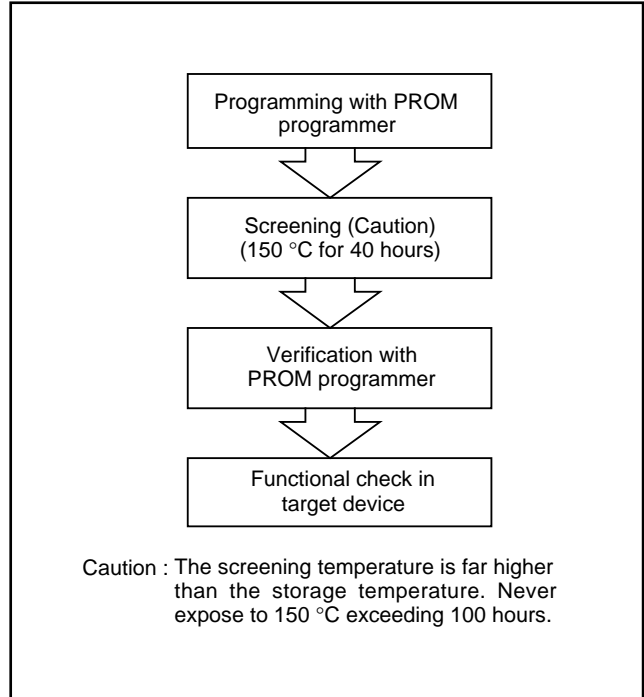 Programming with PROM
programmer
Screening (Caution)
(150 °C for 40 hours)
Verification with
PROM programmer
Functional check in
target device
Caution : The screening temperature is far higher
than the storage temperature. Never
expose to 150 °C exceeding 100 hours.